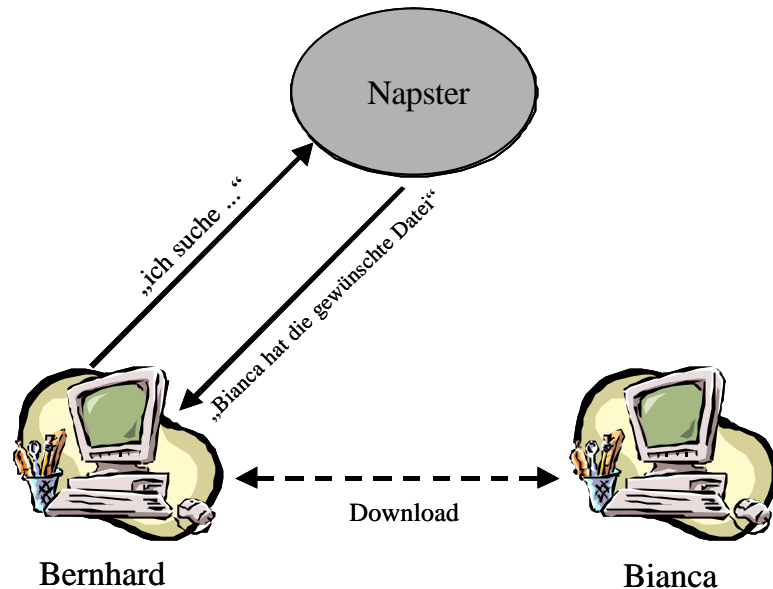 Napster
„ich suche ...“
„Bianca hat die gewünschte Datei“
Download
Bernhard
Bianca